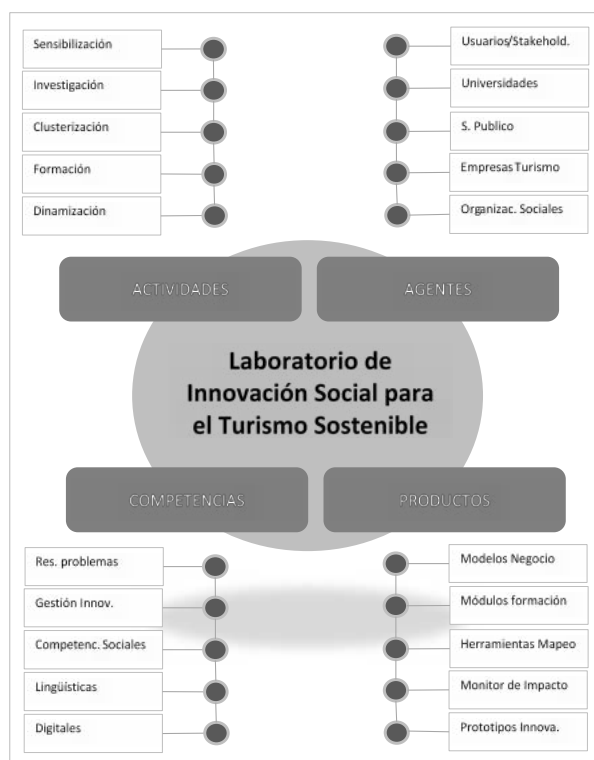 Sensibilización
Investigación
Clusterización
Formación
Dinamización
Usuarios/Stakehold.
Universidades
S. Publico
Empresas Turismo
Organizac. Sociales
ACTIVIDADES
AGENTES
Laboratorio de
Innovación Social para
el Turismo Sostenible
COMPETENCIAS
PRODUCTOS
Res. problemas
Gestión Innov.
Competenc. Sociales
Lingüísticas
Digitales
Modelos Negocio
Módulos formación
Herramientas Mapeo
Monitor de Impacto
Prototipos Innova.